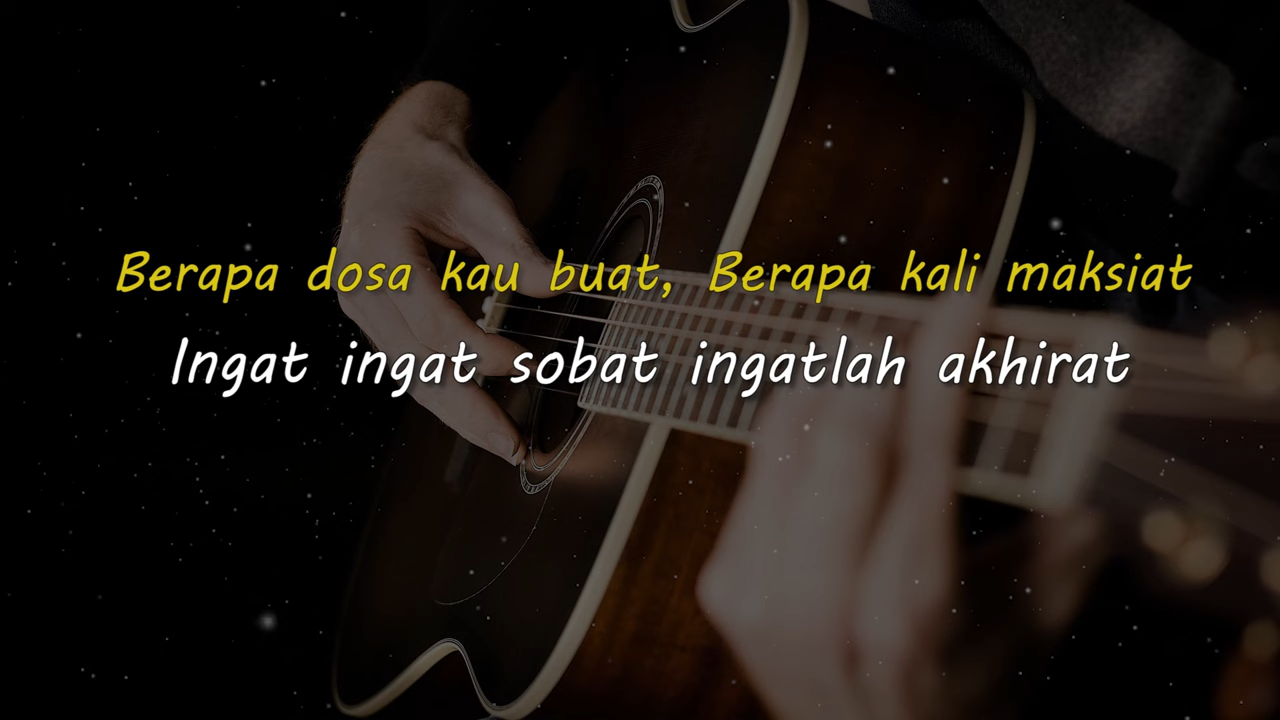 Berapa dosa kau buat, Berapa kali maksiat
Ingat ingat sobat ingatlah akhirat